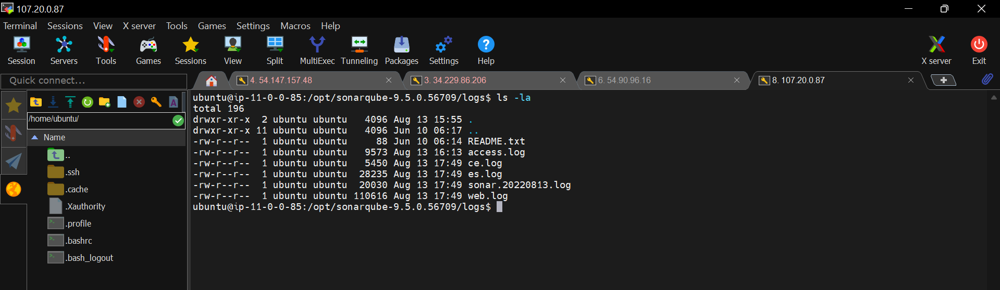 107.20.0.87
Terminal Sessions View X server Tools Games Settings Macros Help
Session Servers Tools Games Sessions View Split MultiExec Tunneling Packages Settings Help X server Exit
Quick connect...
4. 54.147.157.48
3. 34.229.86.206
6. 54.90.96.16
8. 107.20.0.87
/home/ubuntu/
Name
..
.ssh
.cache
.Xauthority
.profile
.bashrc
.bash_logout
ubuntu@ip-11-0-0-85:/opt/sonarqube-9.5.0.56709/logs$ ls -la
total 196
drwxr-xr-x  2 ubuntu ubuntu   4096 Aug 13 15:55 .
drwxr-xr-x 11 ubuntu ubuntu   4096 Jun 10 06:17 ..
-rw-r--r--  1 ubuntu ubuntu     88 Jun 10 06:14 README.txt
-rw-r--r--  1 ubuntu ubuntu   9573 Aug 13 16:13 access.log
-rw-r--r--  1 ubuntu ubuntu   5450 Aug 13 17:49 ce.log
-rw-r--r--  1 ubuntu ubuntu  28235 Aug 13 17:49 es.log
-rw-r--r--  1 ubuntu ubuntu  20030 Aug 13 17:49 sonar.20220813.log
-rw-r--r--  1 ubuntu ubuntu 110616 Aug 13 17:49 web.log
ubuntu@ip-11-0-0-85:/opt/sonarqube-9.5.0.56709/logs$